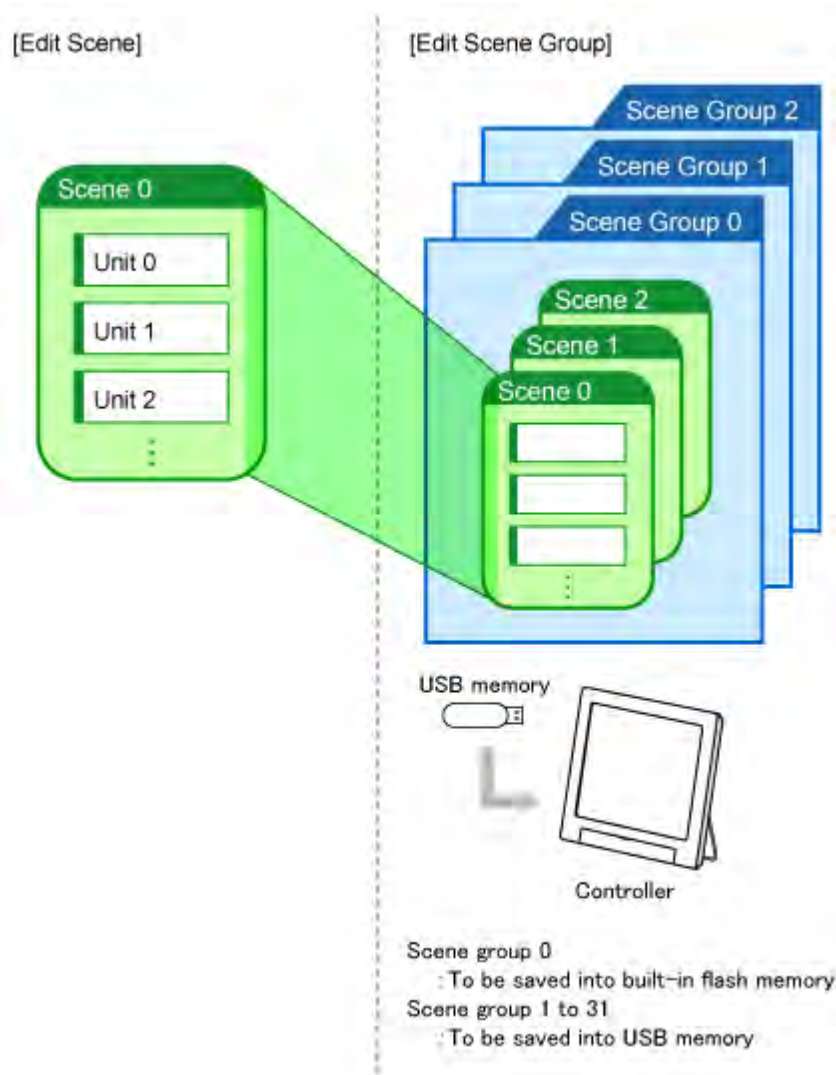 [Edit Scene]
Scene 0
Unit 0
Unit 1
Unit 2
[Edit Scene Group]
Scene Group 2
Scene Group 1
Scene Group 0
Scene 2
Scene 1
Scene 0
USB memory
Controller
Scene group 0
: To be saved into built-in flash memory
Scene group 1 to 31
: To be saved into USB memory